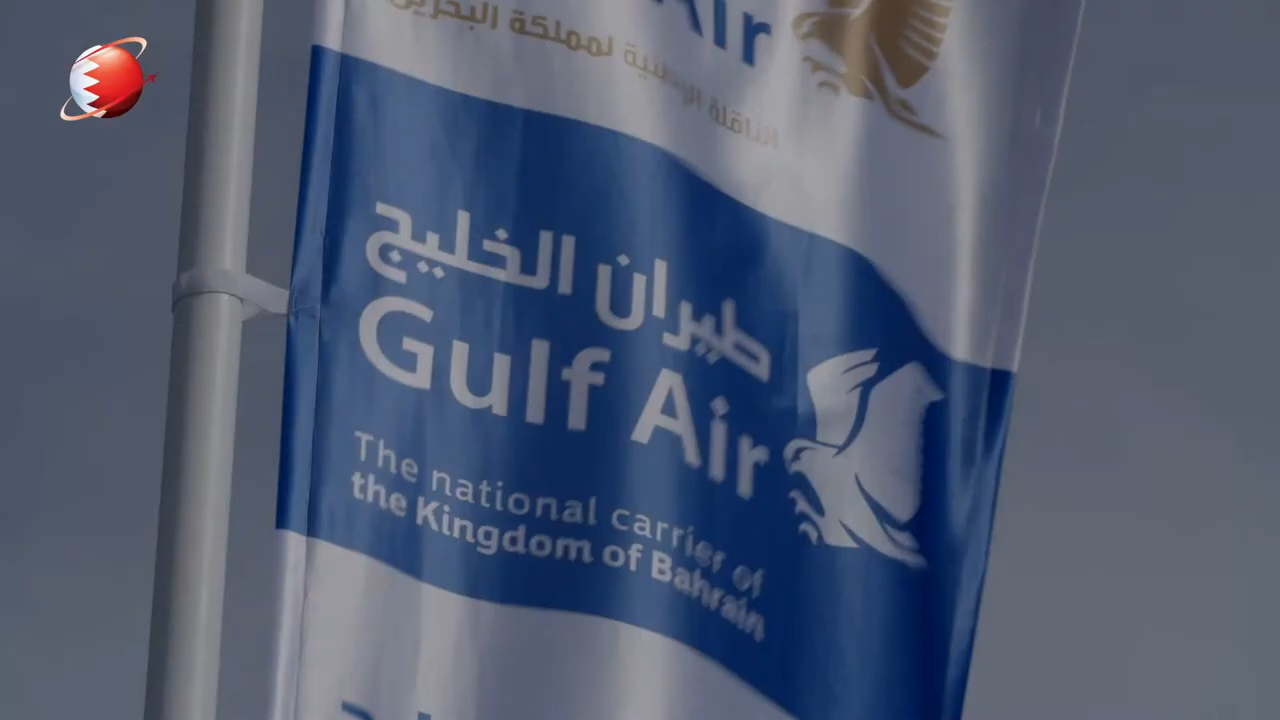 Air
الناقلة الوطنية لمملكة البحرين
طيران الخليج
Gulf Air
The national carrier of
the Kingdom of Bahrain